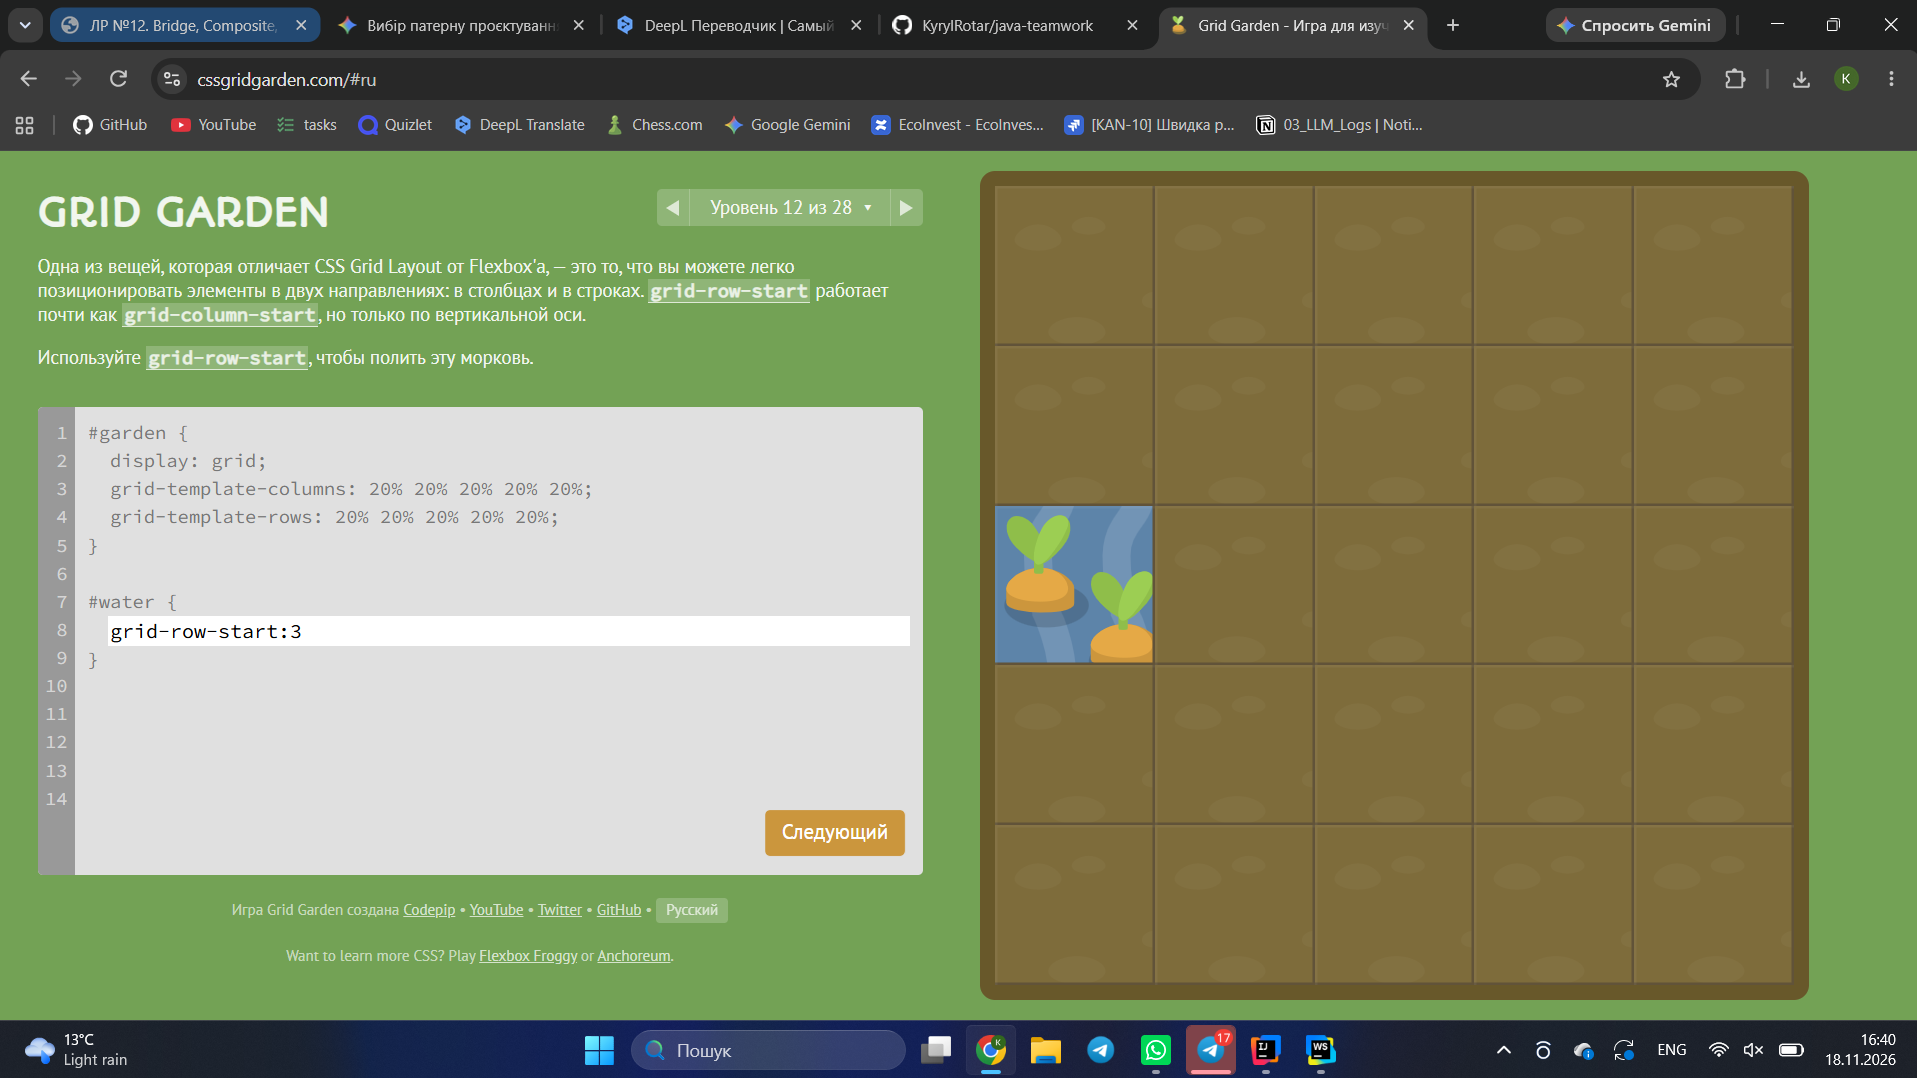 ЛР №12. Bridge, Composite,
Вибір патерну проєктуванн
DeepL Переводчик | Самый
KyrylRotar/java-teamwork
Grid Garden - Игра для изуч
Спросить Gemini
cssgridgarden.com/#ru
K
GitHub
YouTube
tasks
Quizlet
DeepL Translate
Chess.com
Google Gemini
EcoInvest - EcoInves...
[KAN-10] Швидка р...
03_LLM_Logs | Noti...
GRID GARDEN
Уровень 12 из 28
Одна из вещей, которая отличает CSS Grid Layout от Flexbox'а, — это то, что вы можете легко
позиционировать элементы в двух направлениях: в столбцах и в строках. grid-row-start работает
почти как grid-column-start, но только по вертикальной оси.
Используйте grid-row-start, чтобы полить эту морковь.
1 #garden {
2 display: grid;
3 grid-template-columns: 20% 20% 20% 20% 20%;
4 grid-template-rows: 20% 20% 20% 20% 20%;
5 }
6
7 #water {
8 grid-row-start:3
9 }
10
11
12
13
14
Следующий
Игра Grid Garden создана Codepip • YouTube • Twitter • GitHub • Русский
Want to learn more CSS? Play Flexbox Froggy or Anchoreum.
13°C
Light rain
Пошук
K
17
IJ
WS
ENG
16:40
18.11.2026